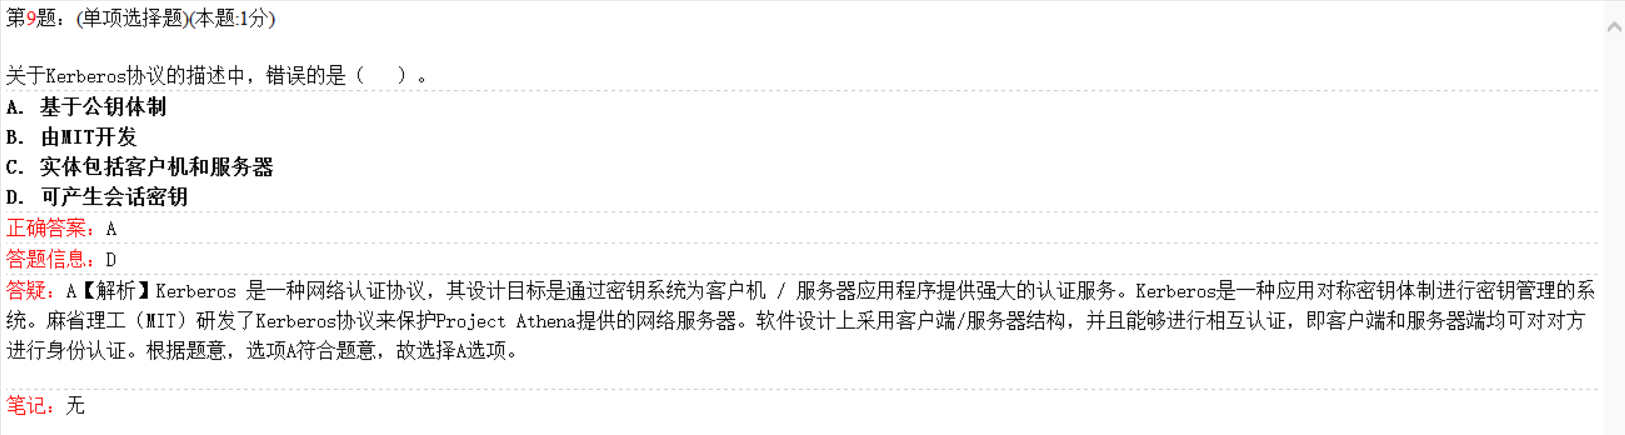 第9题：(单项选择题)(本题:1分)
关于Kerberos协议的描述中，错误的是（   ）。
A. 基于公钥体制
B. 由MIT开发
C. 实体包括客户机和服务器
D. 可产生会话密钥
正确答案：A
答题信息：D
答疑：A【解析】Kerberos 是一种网络认证协议，其设计目标是通过密钥系统为客户机 / 服务器应用程序提供强大的认证服务。Kerberos是一种应用对称密钥体制进行密钥管理的系
统。麻省理工（MIT）研发了Kerberos协议来保护Project Athena提供的网络服务器。软件设计上采用客户端/服务器结构，并且能够进行相互认证，即客户端和服务器端均可对对方
进行身份认证。根据题意，选项A符合题意，故选择A选项。
笔记：无